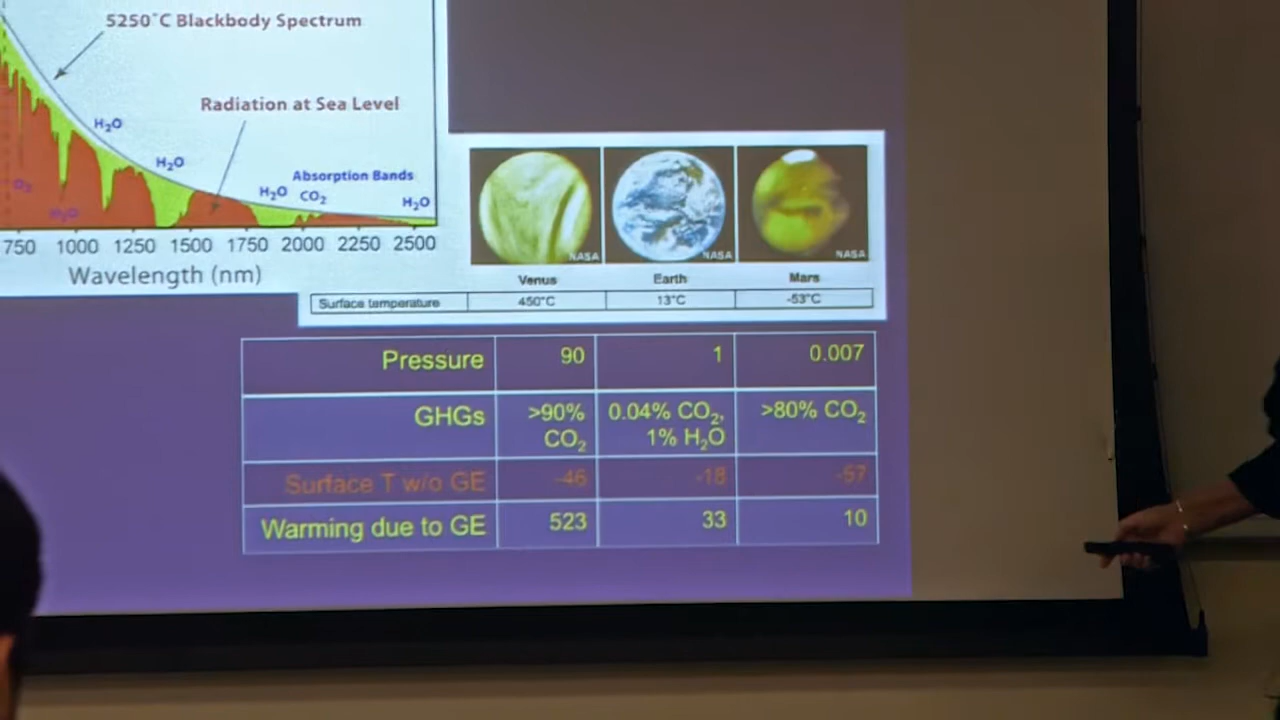 5250°C Blackbody Spectrum
Radiation at Sea Level
H₂O
H₂O
Absorption Bands
H₂O
CO₂
H₂O
O₂
H₂O
750 1000 1250 1500 1750 2000 2250 2500
Wavelength (nm)
NASA NASA NASA
Venus Earth Mars
Surface temperature 450°C 13°C -53°C
Pressure 90 1 0.007
GHGs >90% 0.04% CO₂, >80% CO₂
CO₂ 1% H₂O
Surface T w/o GE -46 -18 -57
Warming due to GE 523 33 10